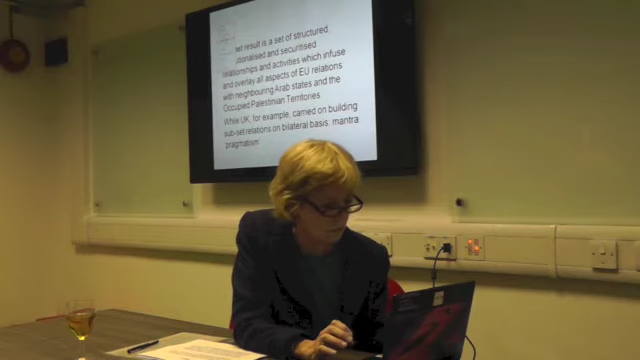 et result is a set of structured
tionalised and securitised
relationships and activities which infuse
and overlay all aspects of EU relations
with neighbouring Arab states and the
Occupied Palestinian Territories
While UK, for example, carried on building
sub-set relations on bilateral basis: mantra
'pragmatism'